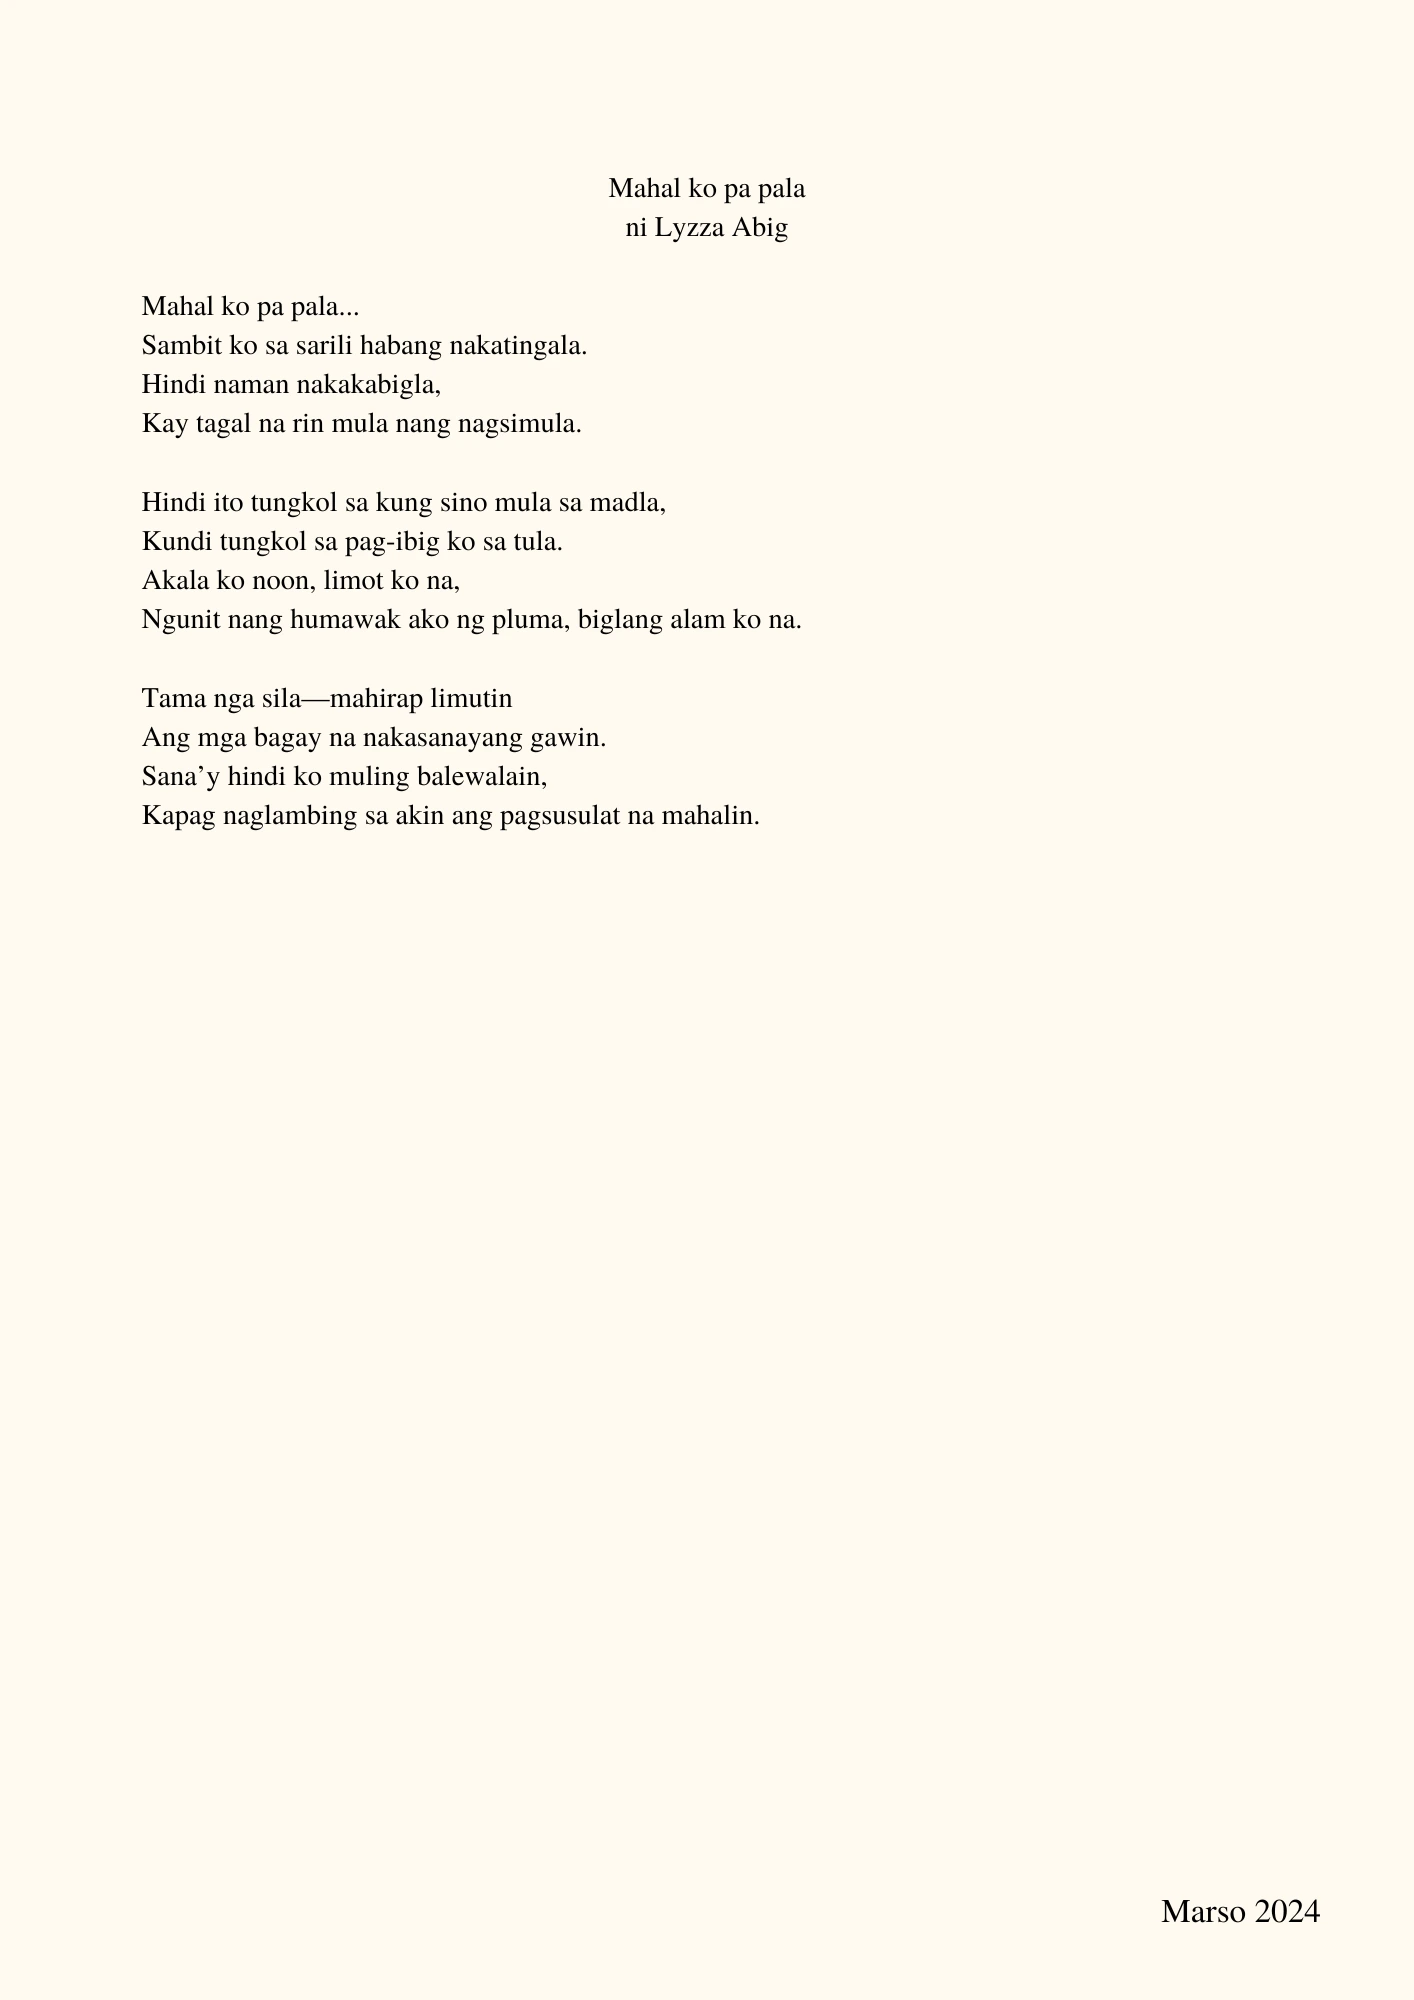 Mahal ko pa pala
ni Lyzza Abig
Mahal ko pa pala...
Sambit ko sa sarili habang nakatingala.
Hindi naman nakakabigla,
Kay tagal na rin mula nang nagsimula.
Hindi ito tungkol sa kung sino mula sa madla,
Kundi tungkol sa pag-ibig ko sa tula.
Akala ko noon, limot ko na,
Ngunit nang humawak ako ng pluma, biglang alam ko na.
Tama nga sila—mahirap limutin
Ang mga bagay na nakasanayang gawin.
Sana’y hindi ko muling balewalain,
Kapag naglambing sa akin ang pagsusulat na mahalin.
Marso 2024